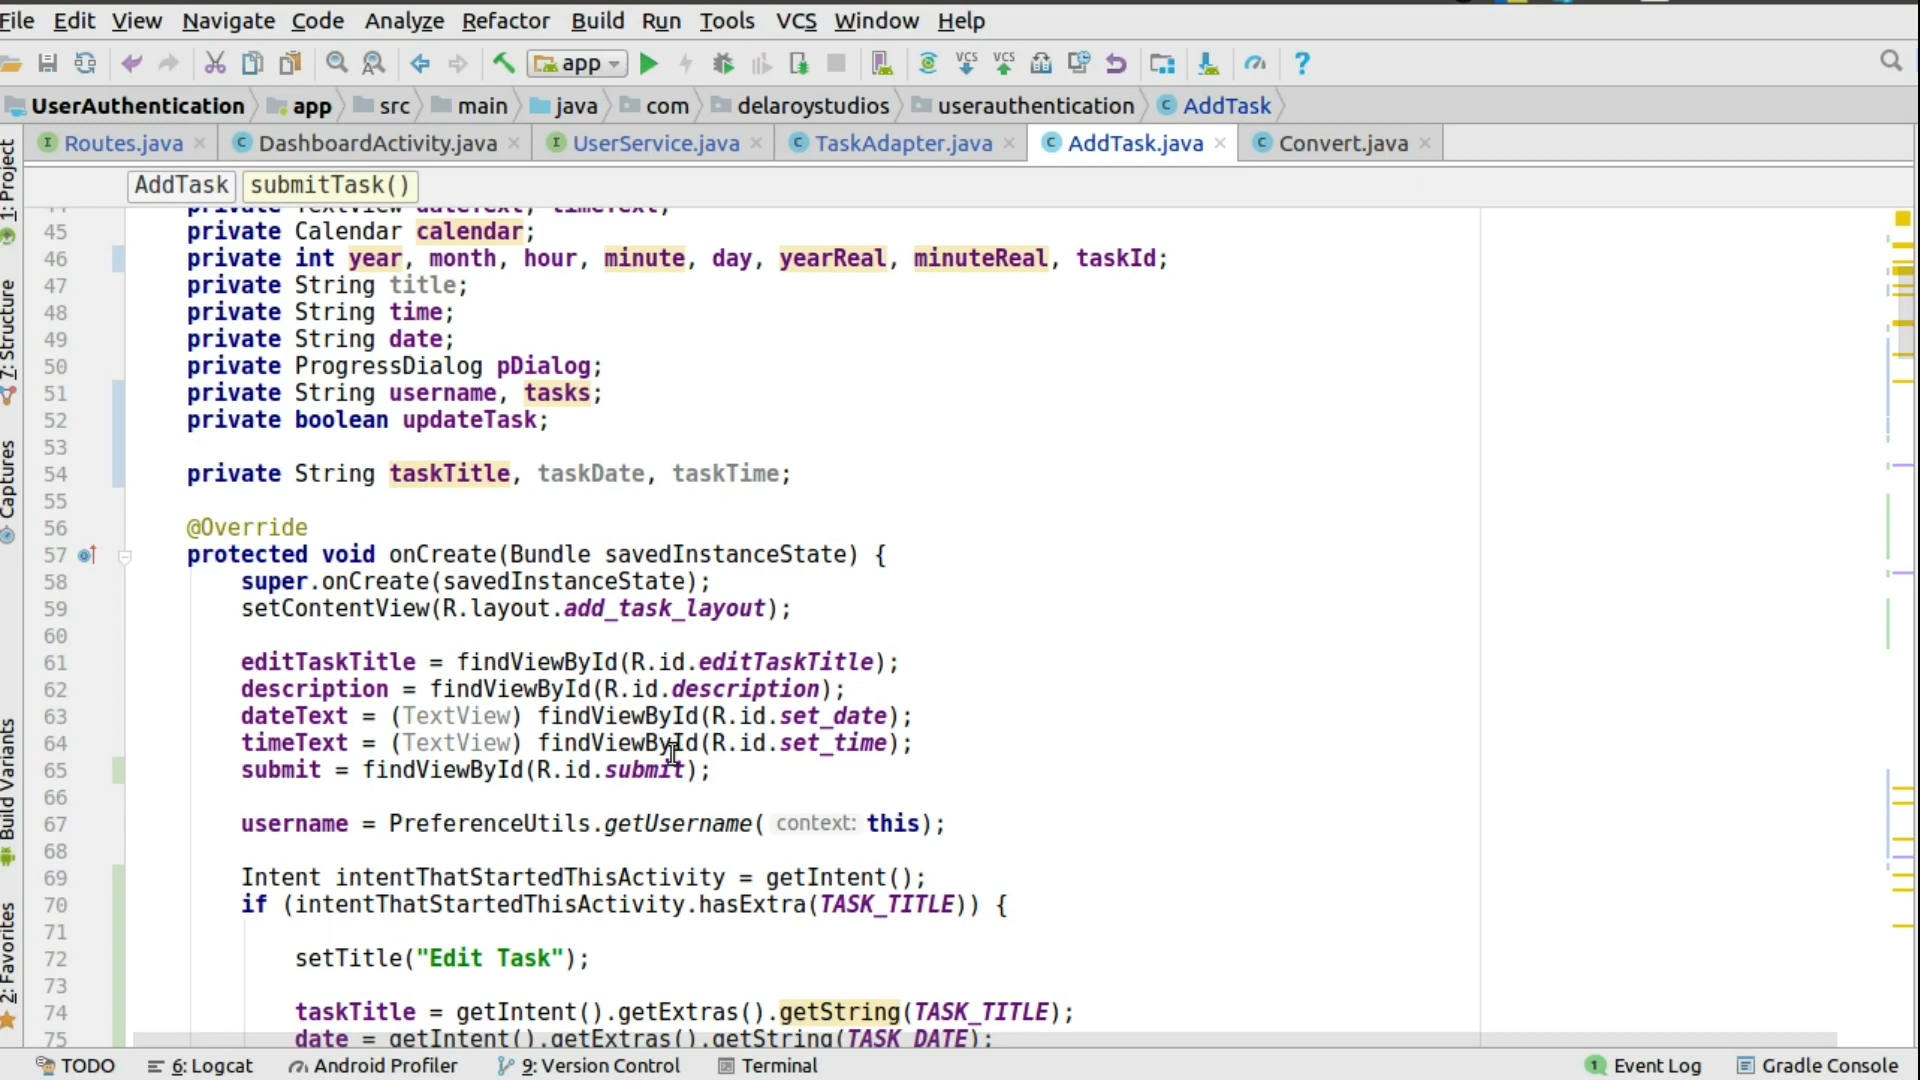 File Edit View Navigate Code Analyze Refactor Build Run Tools VCS Window Help
app VCS VCS ?
UserAuthentication app src main java com delaroystudios userauthentication AddTask
Routes.java DashboardActivity.java UserService.java TaskAdapter.java AddTask.java Convert.java
AddTask submitTask()
1: Project
7: Structure
Captures
Build Variants
2: Favorites
44 private TextView dateText, timeText;
45 private Calendar calendar;
46 private int year, month, hour, minute, day, yearReal, minuteReal, taskId;
47 private String title;
48 private String time;
49 private String date;
50 private ProgressDialog pDialog;
51 private String username, tasks;
52 private boolean updateTask;
53
54 private String taskTitle, taskDate, taskTime;
55
56 @Override
57 protected void onCreate(Bundle savedInstanceState) {
58 super.onCreate(savedInstanceState);
59 setContentView(R.layout.add_task_layout);
60
61 editTaskTitle = findViewById(R.id.editTaskTitle);
62 description = findViewById(R.id.description);
63 dateText = (TextView) findViewById(R.id.set_date);
64 timeText = (TextView) findViewById(R.id.set_time);
65 submit = findViewById(R.id.submit);
66
67 username = PreferenceUtils.getUsername( context: this);
68
69 Intent intentThatStartedThisActivity = getIntent();
70 if (intentThatStartedThisActivity.hasExtra(TASK_TITLE)) {
71
72 setTitle("Edit Task");
73
74 taskTitle = getIntent().getExtras().getString(TASK_TITLE);
75 date = getIntent().getExtras().getString(TASK_DATE);
TODO 6: Logcat Android Profiler 9: Version Control Terminal 1 Event Log Gradle Console